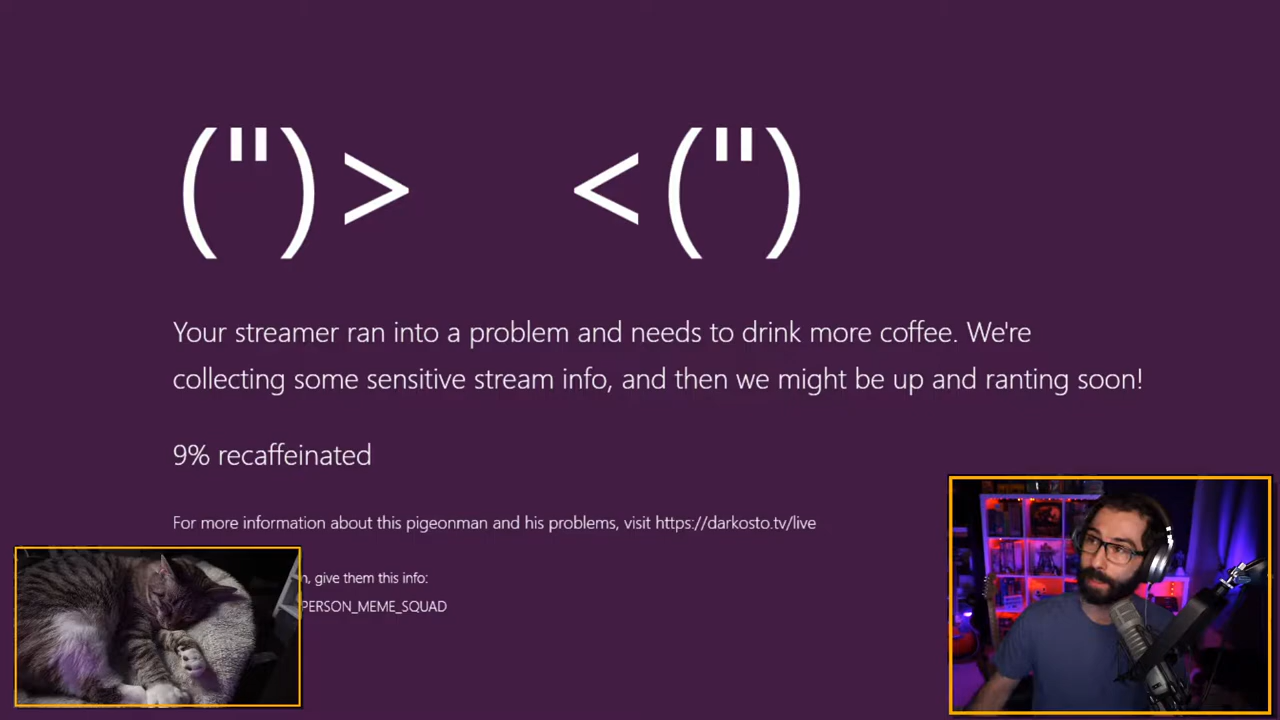 (")> <(")
Your streamer ran into a problem and needs to drink more coffee. We're
collecting some sensitive stream info, and then we might be up and ranting soon!
9% recaffeinated
For more information about this pigeonman and his problems, visit https://darkosto.tv/live
, give them this info:
PERSON_MEME_SQUAD